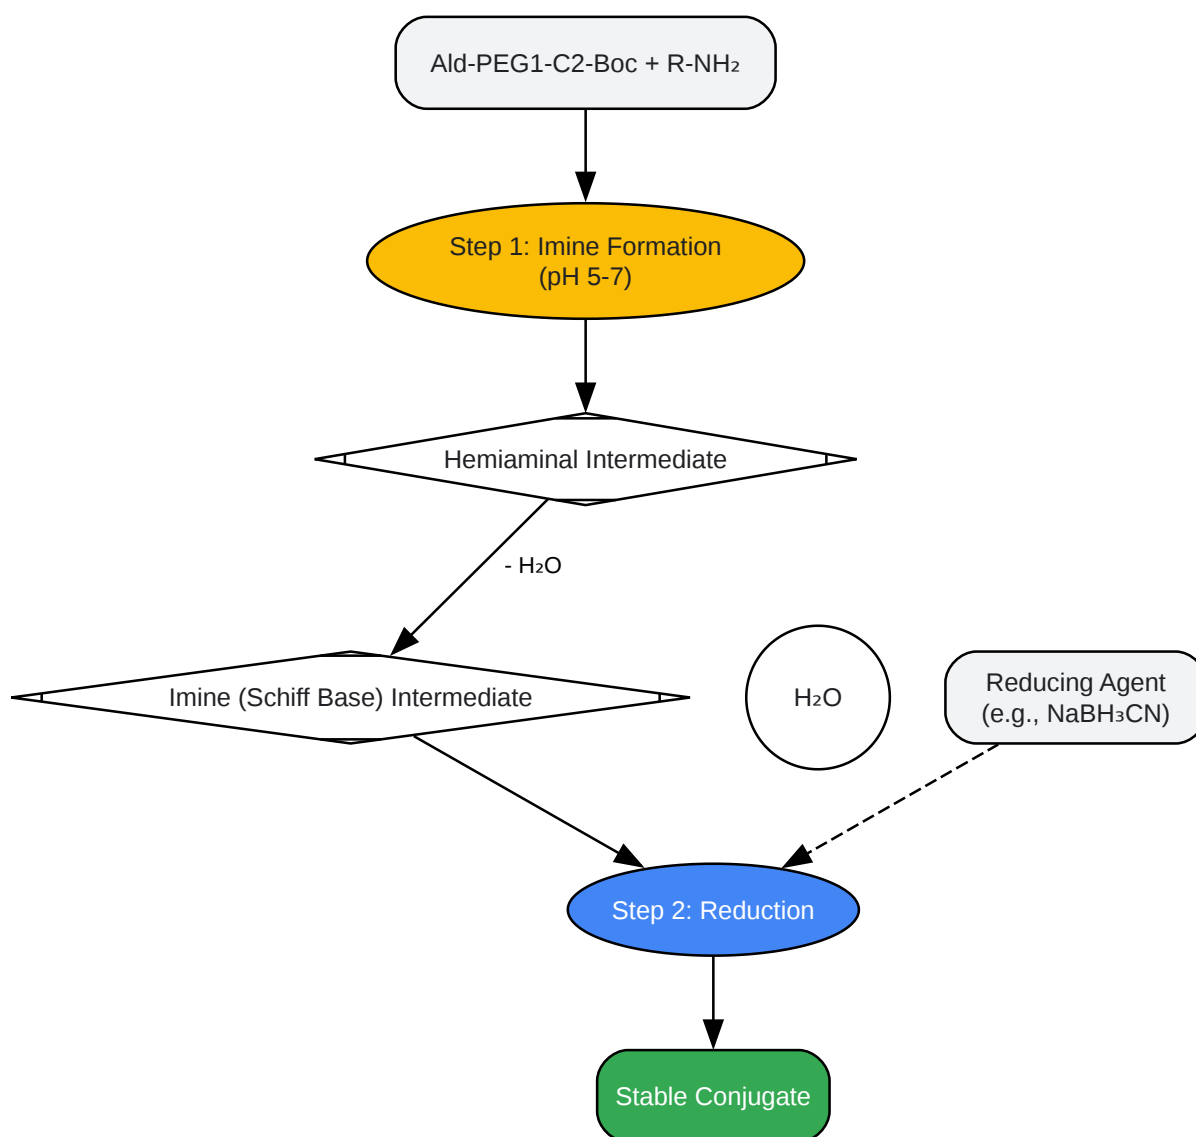 Ald-PEG1-C2-Boc + R-NH₂
Step 1: Imine Formation
(pH 5-7)
Hemiaminal Intermediate
- H₂O
Imine (Schiff Base) Intermediate
H₂O
Reducing Agent
(e.g., NaBH₃CN)
Step 2: Reduction
Stable Conjugate